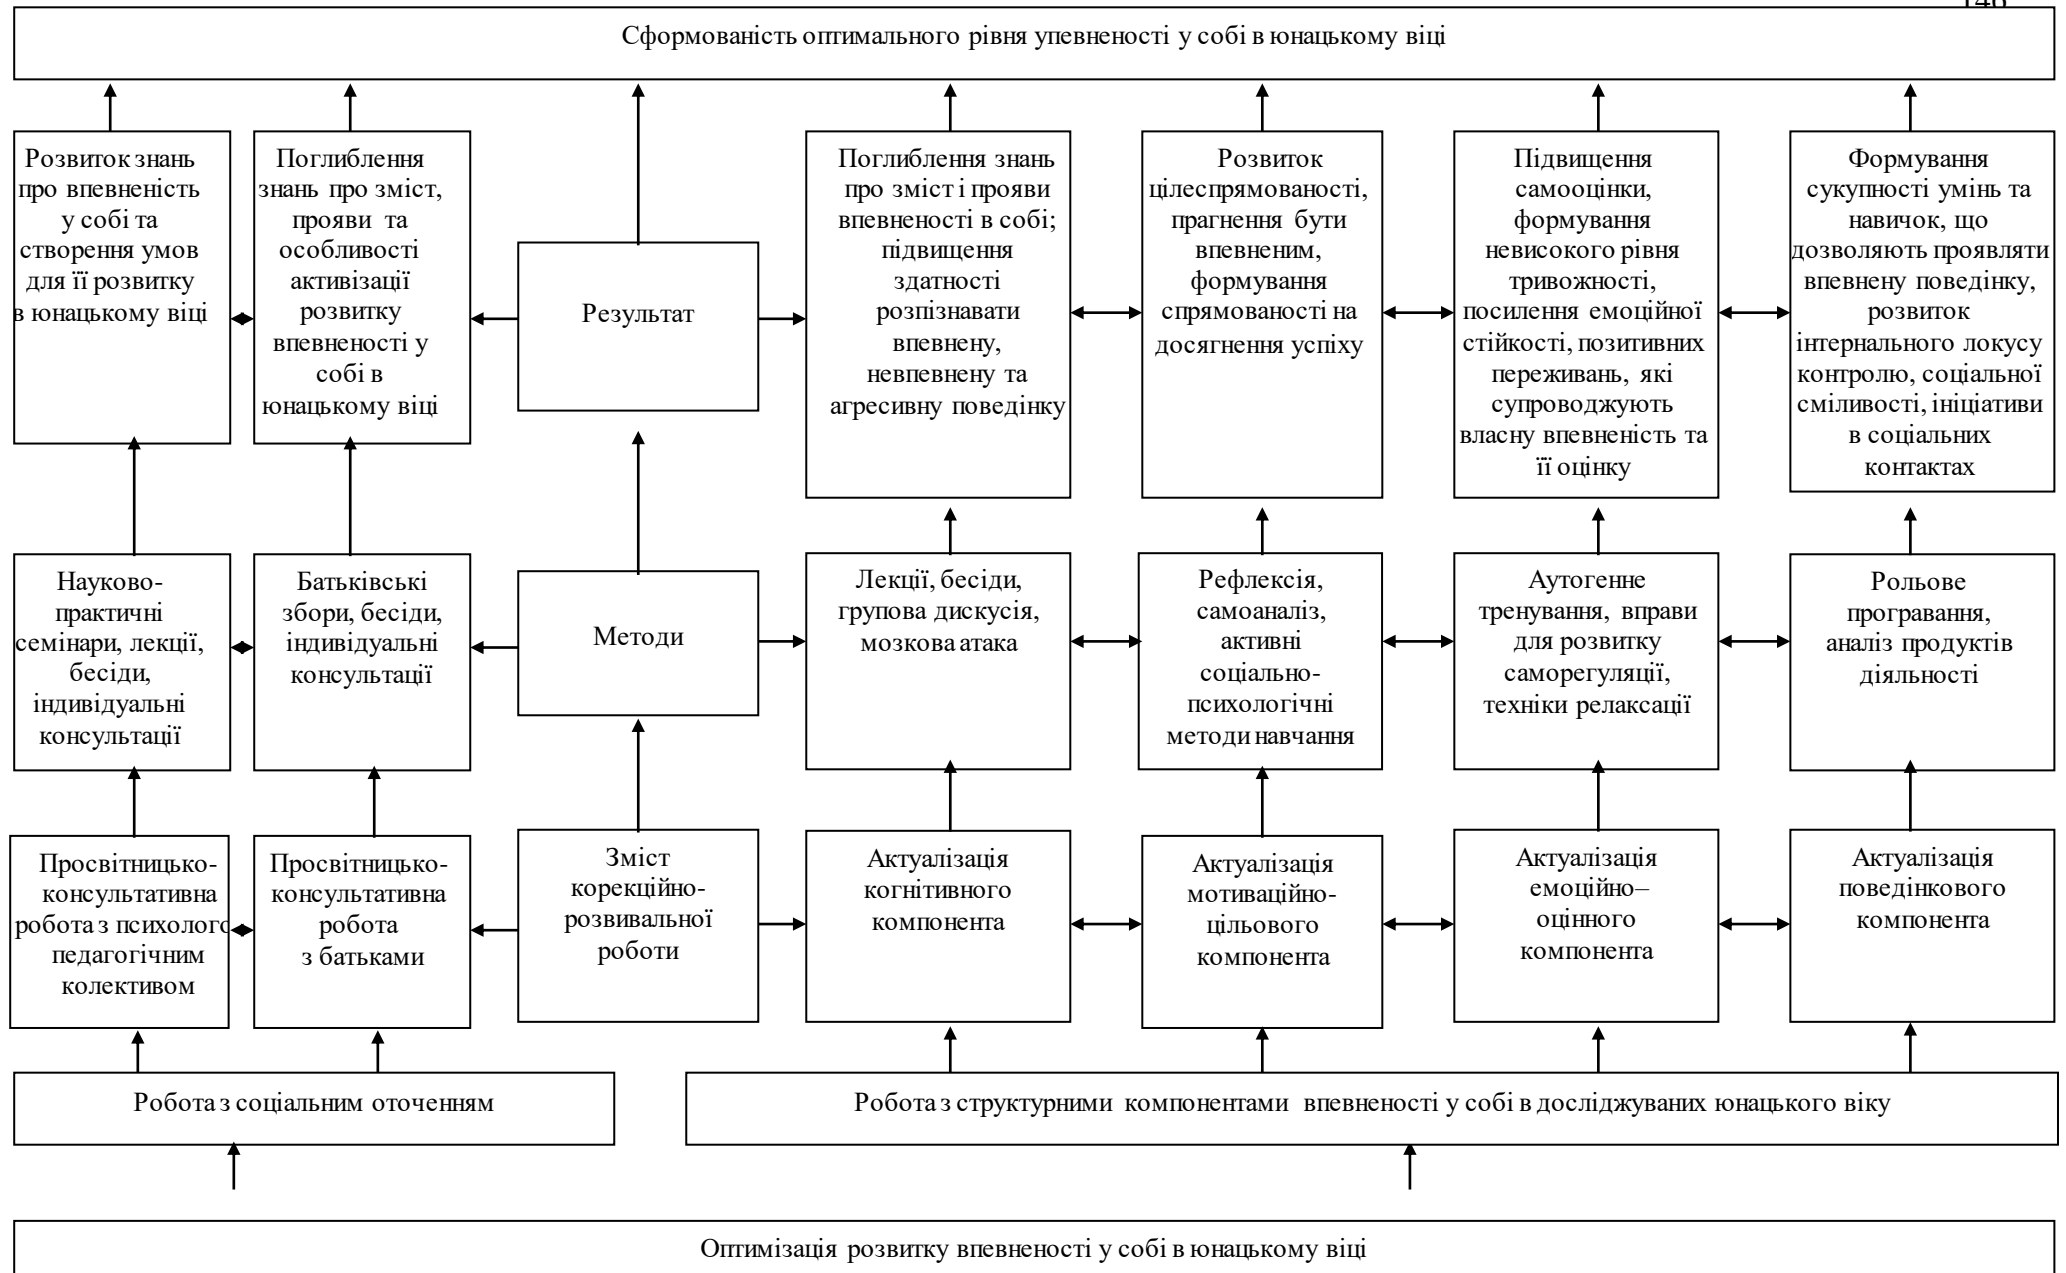 146
Сформованість оптимального рівня упевненості у собі в юнацькому віці
Розвиток знань
про впевненість
у собі та
створення умов
для її розвитку
в юнацькому віці
Поглиблення
знань про зміст,
прояви та
особливості
активізації
розвитку
впевненості у
собі в
юнацькому віці
Результат
Поглиблення знань
про зміст і прояви
впевненості в собі;
підвищення
здатності
розпізнавати
впевнену,
невпевнену та
агресивну поведінку
Розвиток
цілеспрямованості,
прагнення бути
впевненим,
формування
спрямованості на
досягнення успіху
Підвищення
самооцінки,
формування
невисокого рівня
тривожності,
посилення емоційної
стійкості, позитивних
переживань, які
супроводжують
власну впевненість та
її оцінку
Формування
сукупності умінь та
навичок, що
дозволяють проявляти
впевнену поведінку,
розвиток
інтернального локусу
контролю, соціальної
сміливості, ініціативи
в соціальних
контактах
Науково-
практичні
семінари, лекції,
бесіди,
індивідуальні
консультації
Батьківські
збори, бесіди,
індивідуальні
консультації
Методи
Лекції, бесіди,
групова дискусія,
мозкова атака
Рефлексія,
самоаналіз,
активні
соціально-
психологічні
методи навчання
Аутогенне
тренування, вправи
для розвитку
саморегуляції,
техніки релаксації
Рольове
програвання,
аналіз продуктів
діяльності
Просвітницько-
консультативна
робота з психолого
педагогічним
колективом
Просвітницько-
консультативна
робота
з батьками
Зміст
корекційно-
розвивальної
роботи
Актуалізація
когнітивного
компонента
Актуалізація
мотиваційно-
цільового
компонента
Актуалізація
емоційно–
оцінного
компонента
Актуалізація
поведінкового
компонента
Робота з соціальним оточенням
Робота з структурними компонентами впевненості у собі в досліджуваних юнацького віку
Оптимізація розвитку впевненості у собі в юнацькому віці